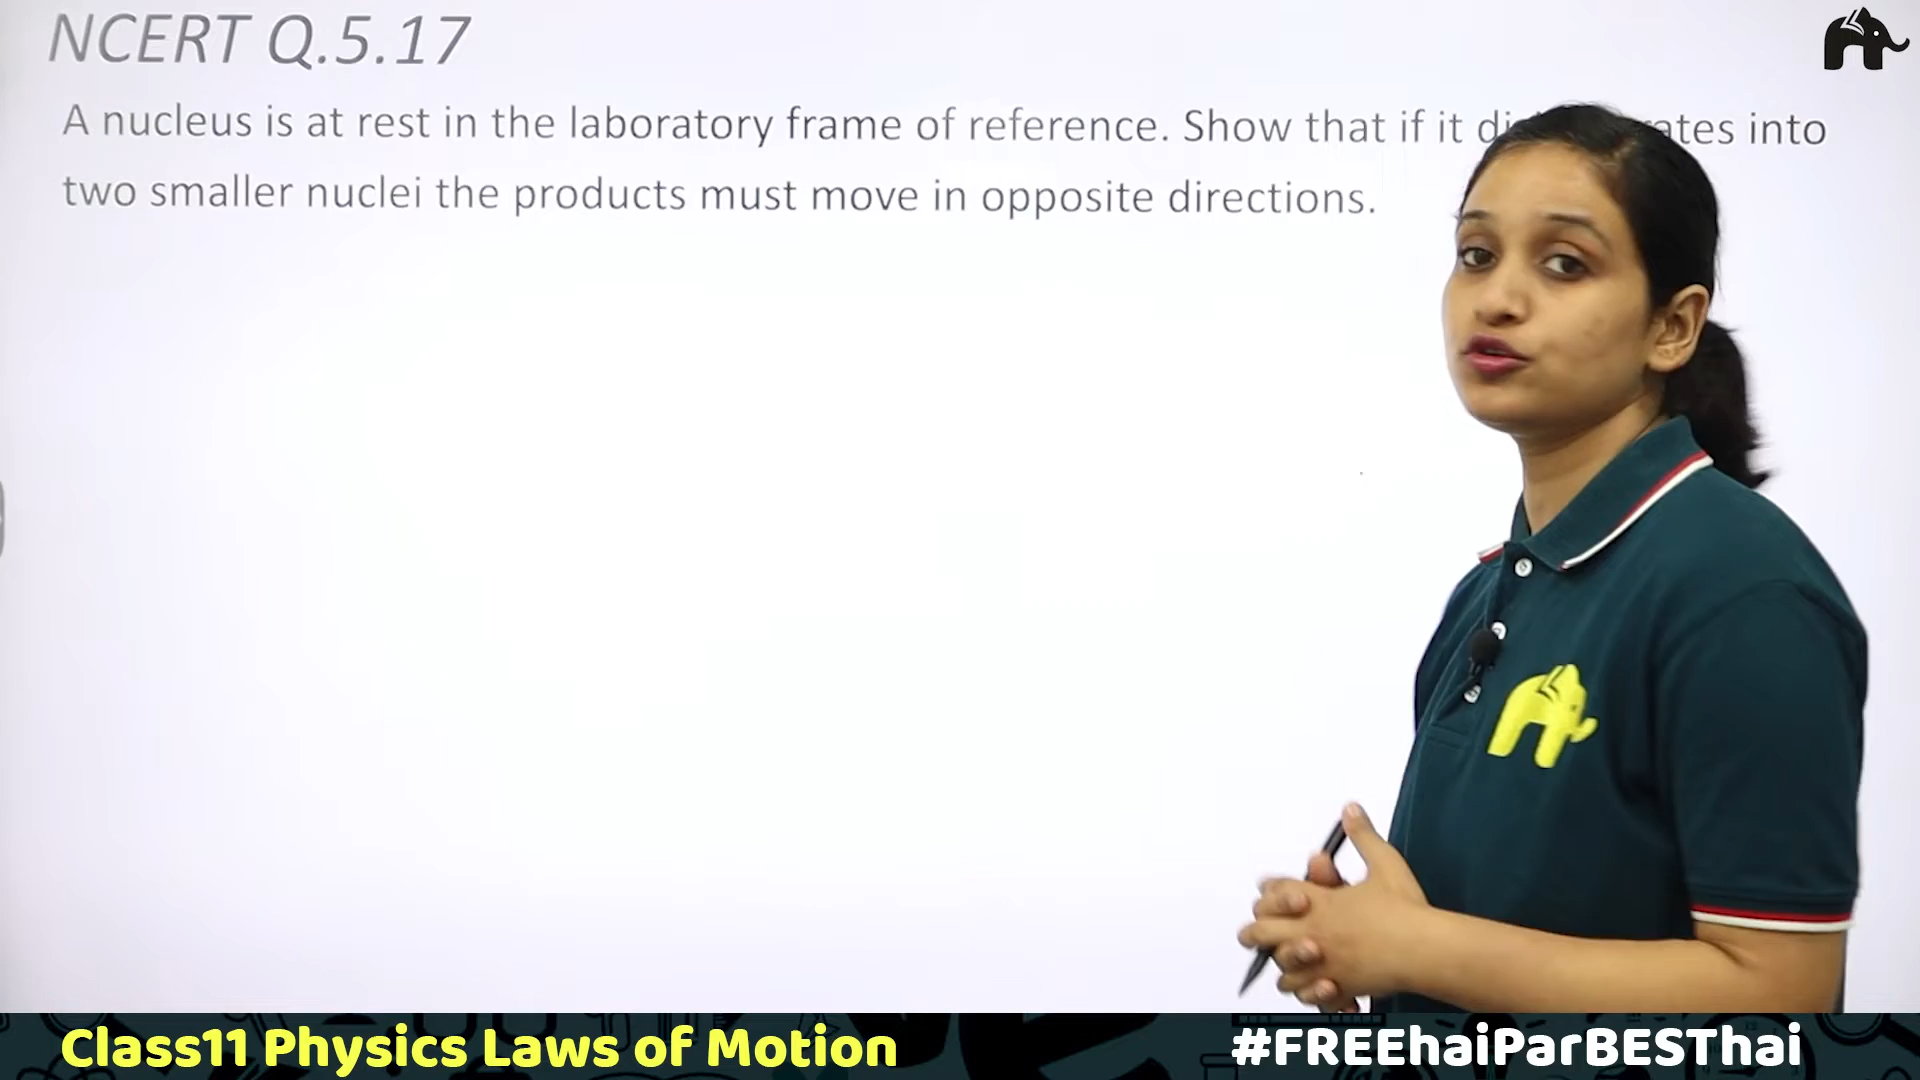 NCERT Q.5.17
A nucleus is at rest in the laboratory frame of reference. Show that if it into
two smaller nuclei the products must move in opposite directions.
Class11 Physics Laws of Motion
#FREEhaiParBESThai